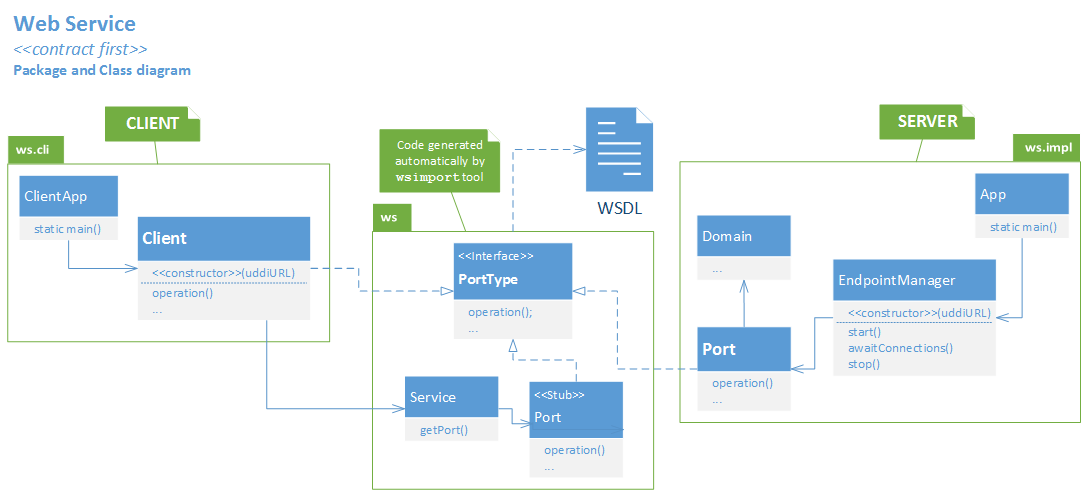 Web Service
<<contract first>>
Package and Class diagram
CLIENT
ws.cli
ClientApp
static main()
Client
<<constructor>>(uddiURL)
operation()
...
Code generated
automatically by
wsimport tool
ws
WSDL
<<Interface>>
PortType
operation();
...
Service
getPort()
<<Stub>>
Port
operation()
...
SERVER
ws.impl
App
static main()
Domain
...
EndpointManager
<<constructor>>(uddiURL)
start()
awaitConnections()
stop()
Port
operation()
...